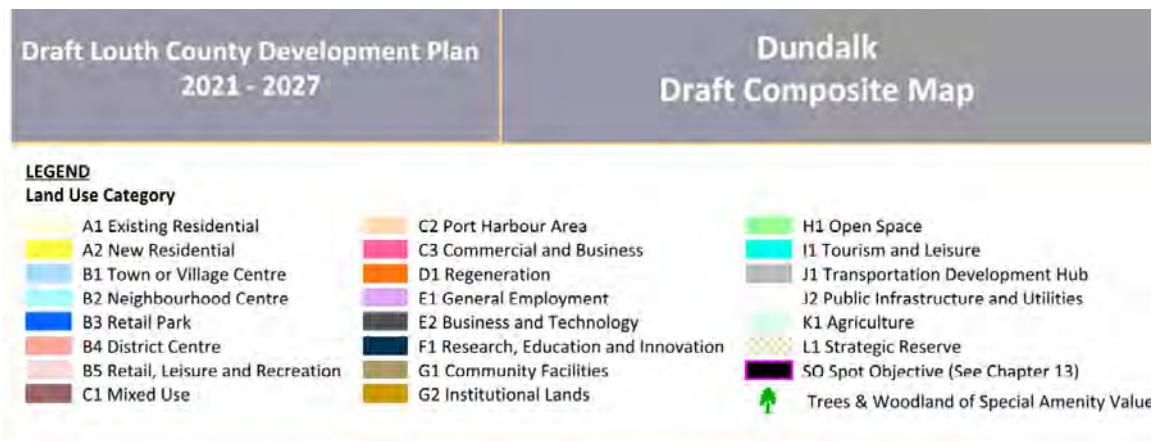 Draft Louth County Development Plan
2021 - 2027
Dundalk
Draft Composite Map
LEGEND
Land Use Category
A1 Existing Residential
A2 New Residential
B1 Town or Village Centre
B2 Neighbourhood Centre
B3 Retail Park
B4 District Centre
B5 Retail, Leisure and Recreation
C1 Mixed Use
C2 Port Harbour Area
C3 Commercial and Business
D1 Regeneration
E1 General Employment
E2 Business and Technology
F1 Research, Education and Innovation
G1 Community Facilities
G2 Institutional Lands
H1 Open Space
I1 Tourism and Leisure
J1 Transportation Development Hub
J2 Public Infrastructure and Utilities
K1 Agriculture
L1 Strategic Reserve
SO Spot Objective (See Chapter 13)
Trees & Woodland of Special Amenity Value